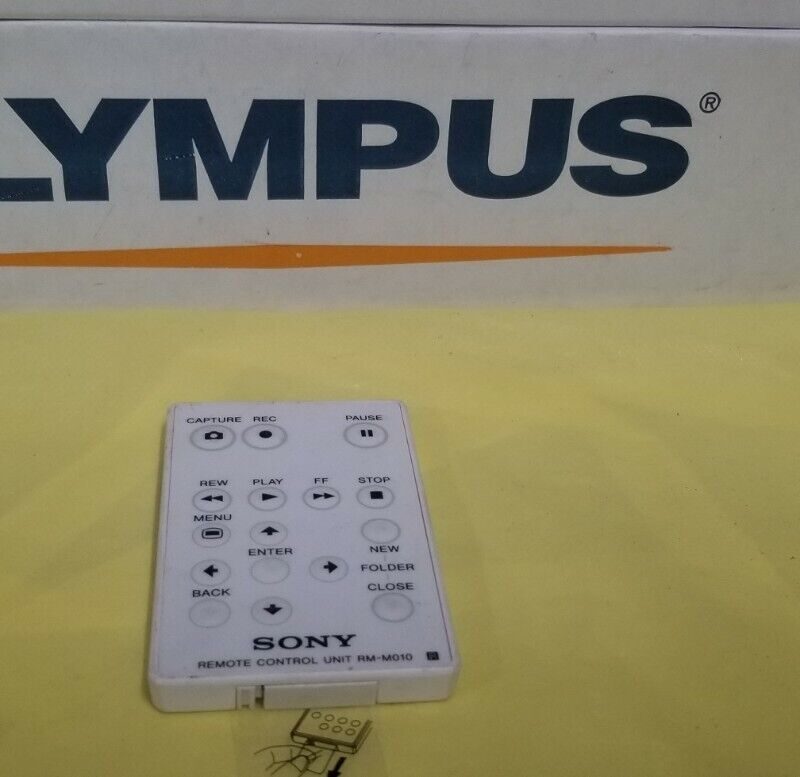 LYMPUS®
CAPTURE REC PAUSE
REW PLAY FF STOP
MENU
ENTER NEW
FOLDER
BACK CLOSE
SONY
REMOTE CONTROL UNIT RM-M010